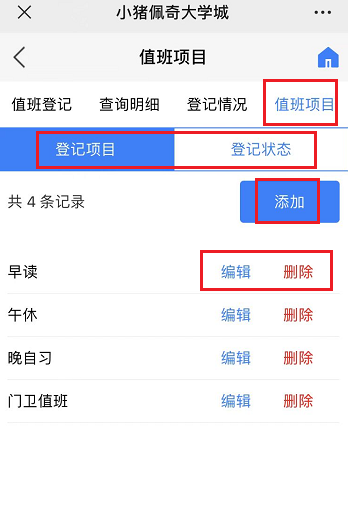 小猪佩奇大学城
值班项目
值班登记 查询明细 登记情况 值班项目
登记项目 登记状态
共 4 条记录 添加
早读 编辑 删除
午休 编辑 删除
晚自习 编辑 删除
门卫值班 编辑 删除